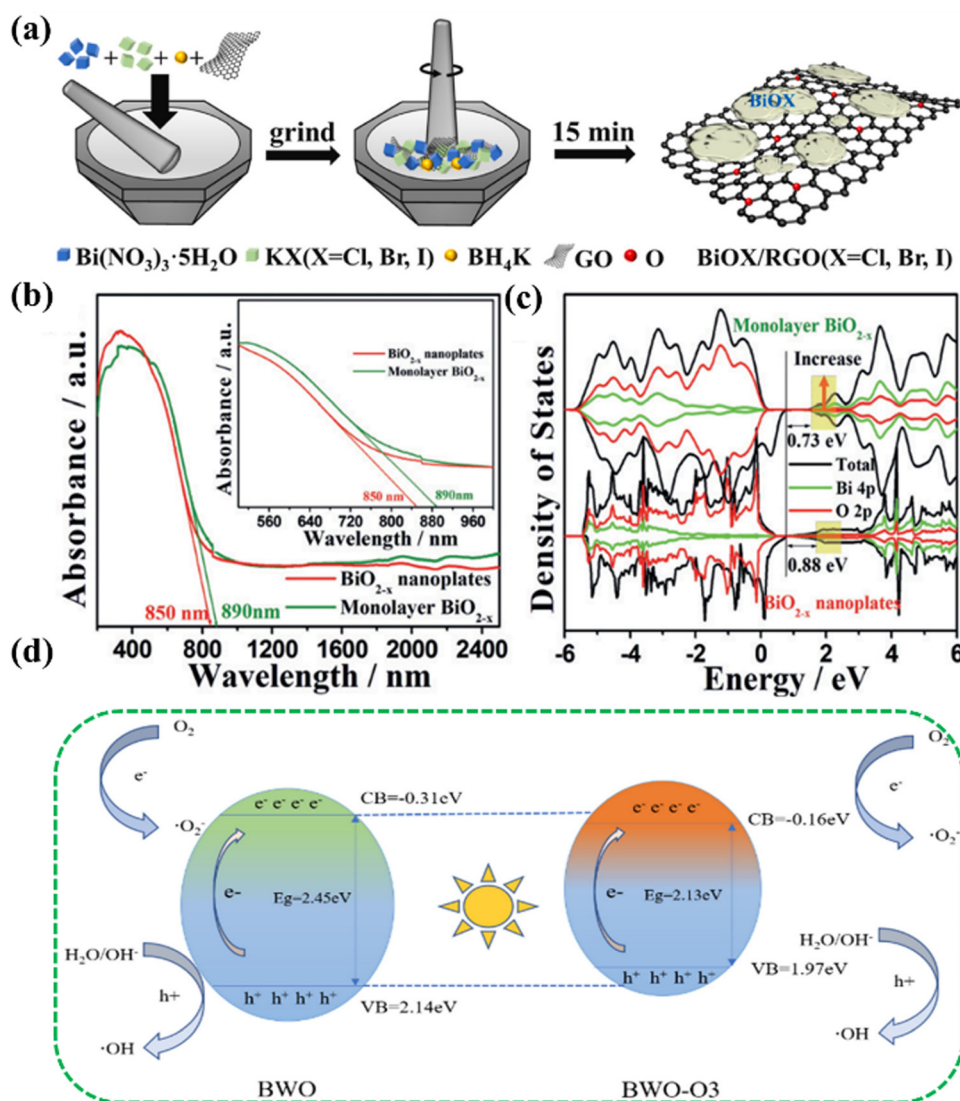 (a)
+ + +
grind
15 min
BiOX
Bi(NO₃)₃·5H₂O KX(X=Cl, Br, I) BH₄K GO O BiOX/RGO(X=Cl, Br, I)
(b)
Absorbance / a.u.
Absorbance / a.u.
BiO₂₋ₓ nanoplates
Monolayer BiO₂₋ₓ
850 nm
890nm
560 640 720 800 880 960
Wavelength / nm
BiO₂₋ₓ nanoplates
Monolayer BiO₂₋ₓ
850 nm
890nm
400 800 1200 1600 2000 2400
Wavelength / nm
(c)
Density of States
Monolayer BiO₂₋ₓ
Increase
0.73 eV
Total
Bi 4p
O 2p
0.88 eV
BiO₂₋ₓ nanoplates
-6 -4 -2 0 2 4 6
Energy / eV
(d)
O₂
e⁻
·O₂⁻
H₂O/OH⁻
h+
·OH
e⁻ e⁻ e⁻ e⁻
CB=-0.31eV
e-
Eg=2.45eV
h⁺ h⁺ h⁺ h⁺
VB=2.14eV
BWO
e⁻ e⁻ e⁻ e⁻
CB=-0.16eV
e-
Eg=2.13eV
h⁺ h⁺ h⁺ h⁺
VB=1.97eV
BWO-O3
O₂
e⁻
·O₂⁻
H₂O/OH⁻
h+
·OH